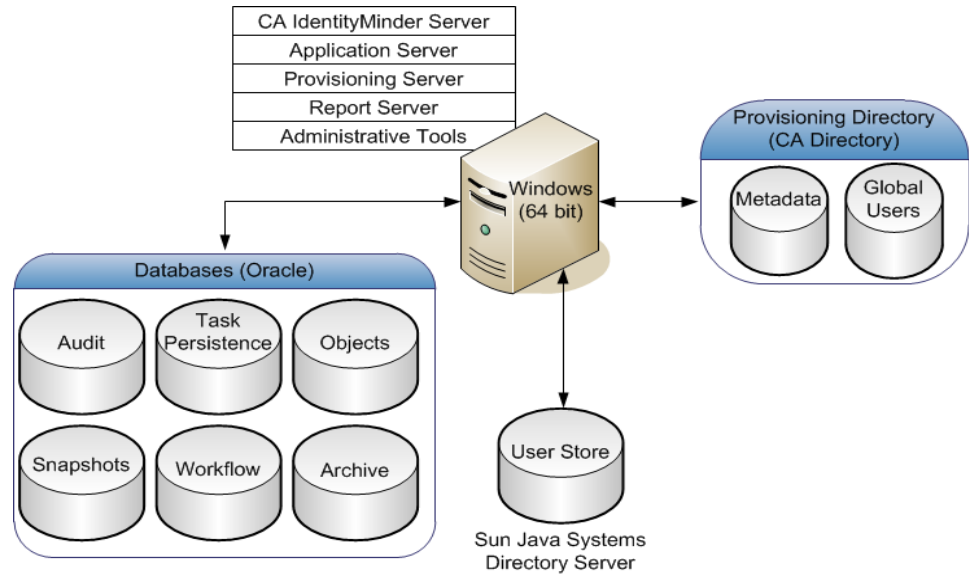 CA IdentityMinder Server
Application Server
Provisioning Server
Report Server
Administrative Tools
Windows
(64 bit)
Provisioning Directory
(CA Directory)
Metadata
Global
Users
Databases (Oracle)
Audit
Task
Persistence
Objects
Snapshots
Workflow
Archive
User Store
Sun Java Systems
Directory Server